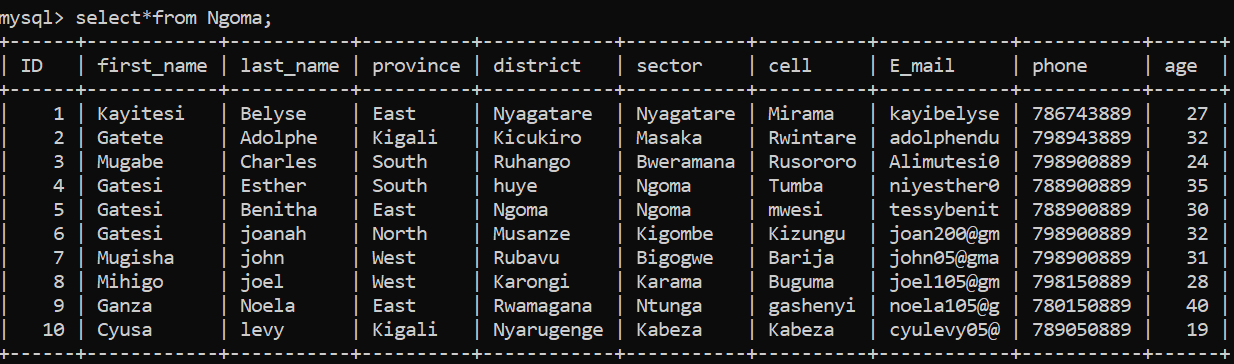 mysql> select*from Ngoma;
+------+------------+-----------+----------+------------+-----------+----------+------------+-----------+------+
| ID   | first_name | last_name | province | district   | sector    | cell     | E_mail     | phone     | age  |
+------+------------+-----------+----------+------------+-----------+----------+------------+-----------+------+
|    1 | Kayitesi   | Belyse    | East     | Nyagatare  | Nyagatare | Mirama   | kayibelyse | 786743889 |   27 |
|    2 | Gatete     | Adolphe   | Kigali   | Kicukiro   | Masaka    | Rwintare | adolphendu | 798943889 |   32 |
|    3 | Mugabe     | Charles   | South    | Ruhango    | Bweramana | Rusororo | Alimutesi0 | 798900889 |   24 |
|    4 | Gatesi     | Esther    | South    | huye       | Ngoma     | Tumba    | niyesther0 | 788900889 |   35 |
|    5 | Gatesi     | Benitha   | East     | Ngoma      | Ngoma     | mwesi    | tessybenit | 788900889 |   30 |
|    6 | Gatesi     | joanah    | North    | Musanze    | Kigombe   | Kizungu  | joan200@gm | 798900889 |   32 |
|    7 | Mugisha    | john      | West     | Rubavu     | Bigogwe   | Barija   | john05@gma | 798900889 |   31 |
|    8 | Mihigo     | joel      | West     | Karongi    | Karama    | Buguma   | joel105@gm | 798150889 |   28 |
|    9 | Ganza      | Noela     | East     | Rwamagana  | Ntunga    | gashenyi | noela105@g | 780150889 |   40 |
|   10 | Cyusa      | levy      | Kigali   | Nyarugenge | Kabeza    | Kabeza   | cyulevy05@ | 789050889 |   19 |
+------+------------+-----------+----------+------------+-----------+----------+------------+-----------+------+